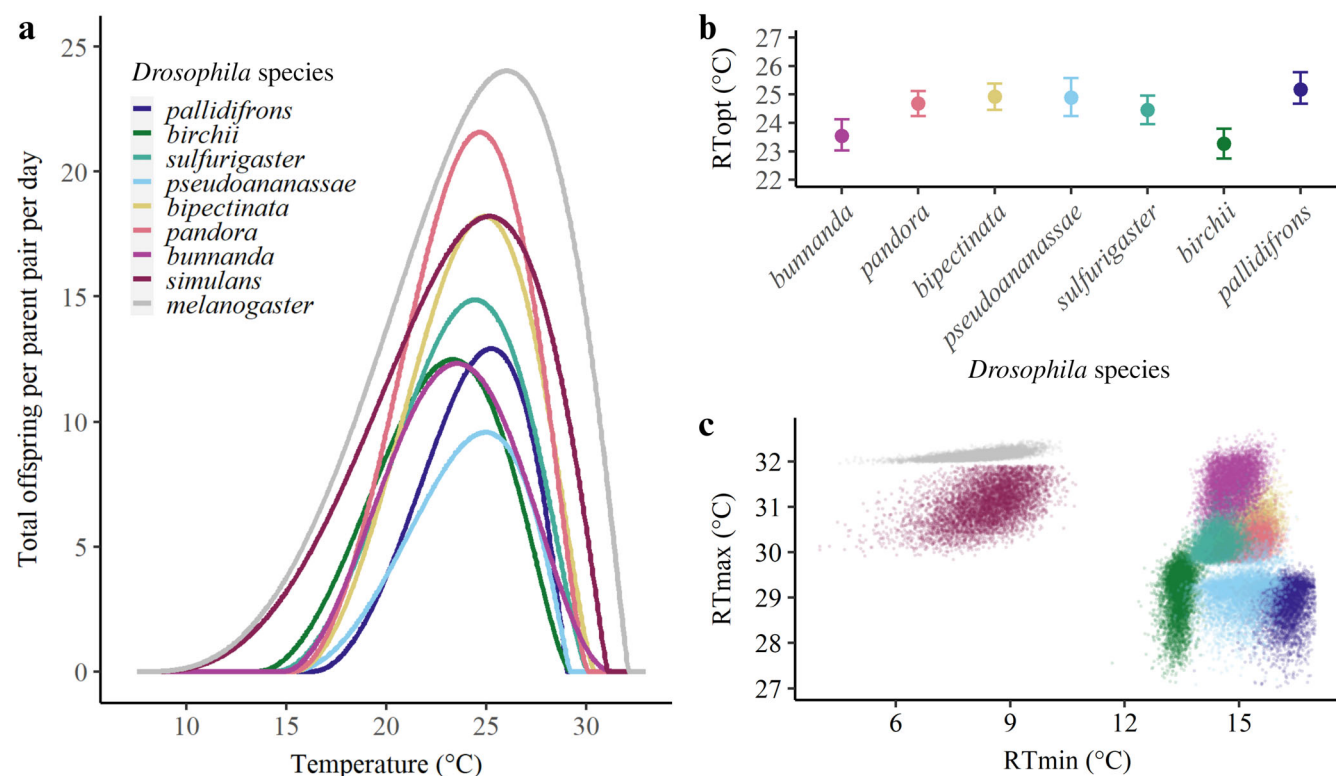 a
Total offspring per parent pair per day
25
20
15
10
5
0
Drosophila species
pallidifrons
birchii
sulfurigaster
pseudoananassae
bipectinata
pandora
bunnanda
simulans
melanogaster
10 15 20 25 30
Temperature (°C)
b
RTopt (°C)
27
26
25
24
23
22
bunnanda
pandora
bipectinata
pseudoananassae
sulfurigaster
birchii
pallidifrons
Drosophila species
c
RTmax (°C)
32
31
30
29
28
27
6 9 12 15
RTmin (°C)